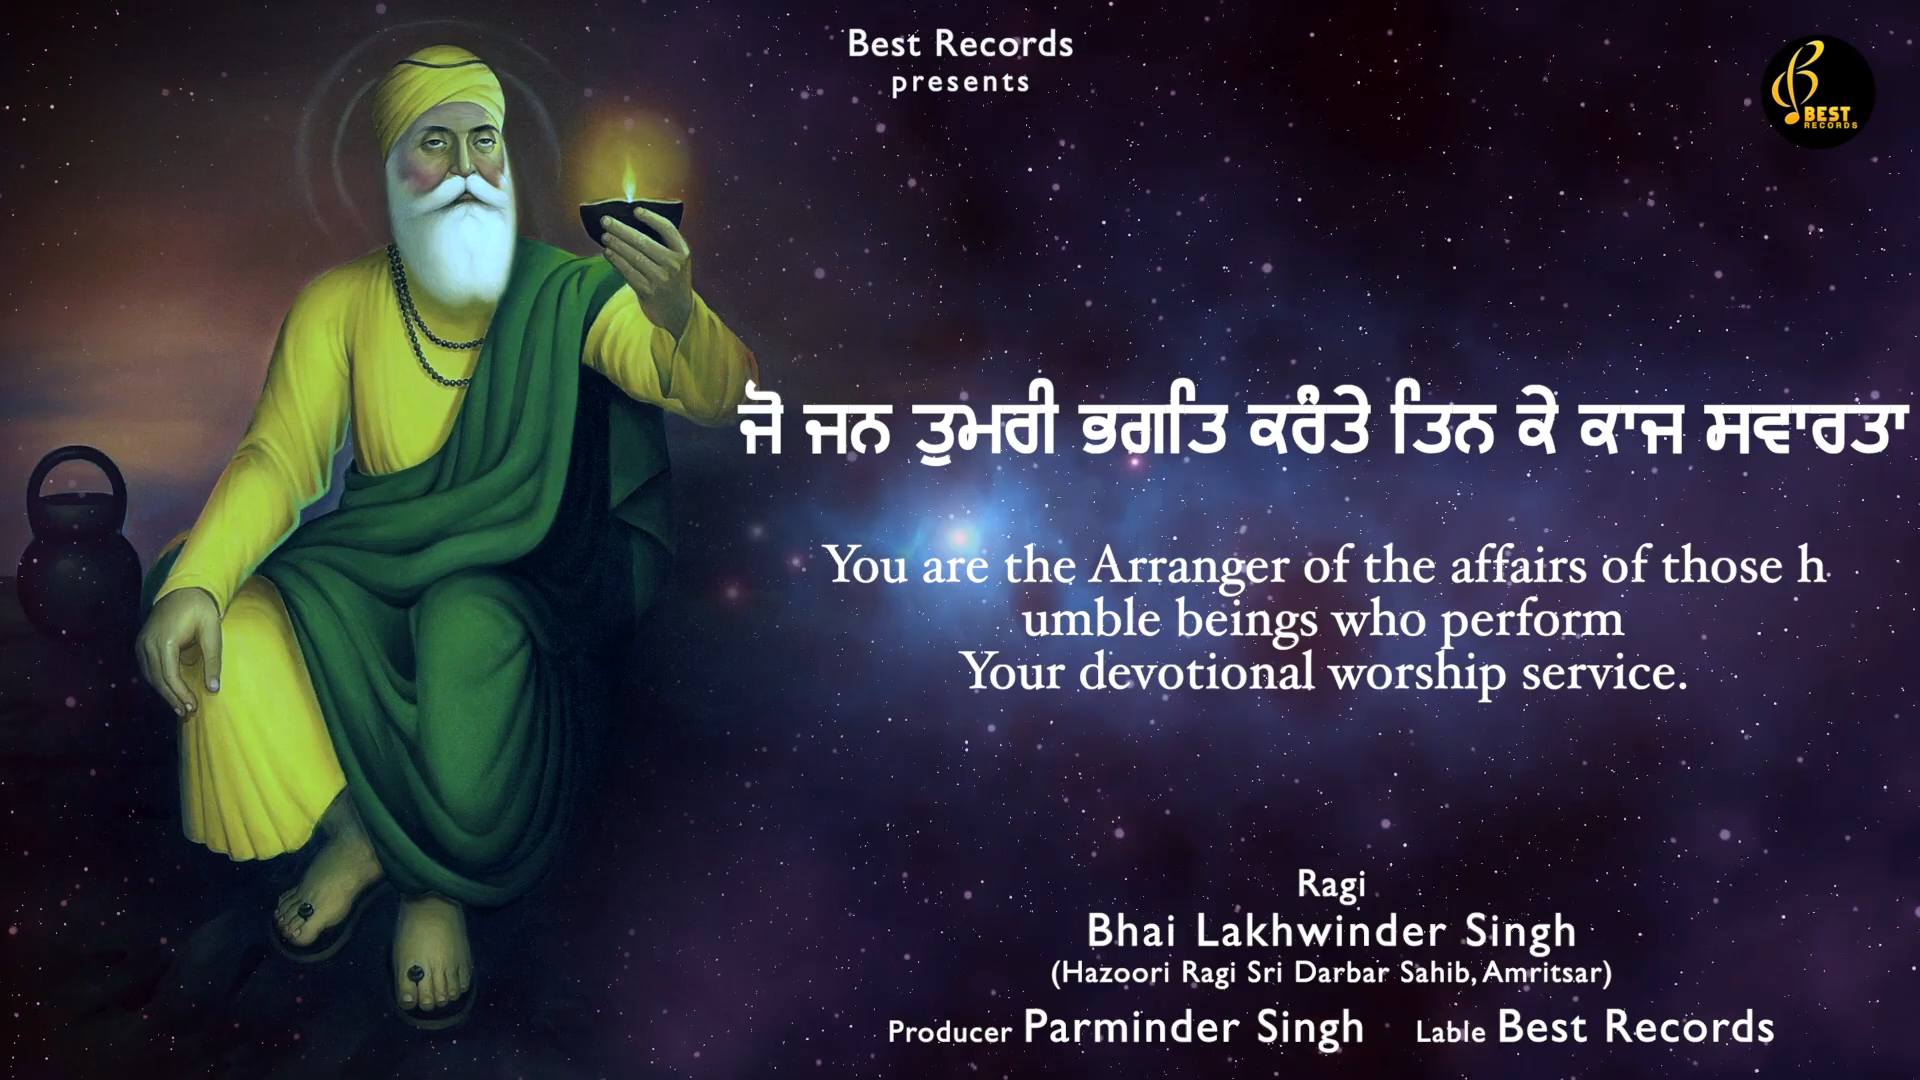 Best Records
presents
BEST
RECORDS
ਜੋ ਜਨ ਤੁਮਰੀ ਭਗਤਿ ਕਰੰਤੇ ਤਿਨ ਕੇ ਕਾਜ ਸਵਾਰਤਾ
You are the Arranger of the affairs of those h
umble beings who perform
Your devotional worship service.
Ragi
Bhai Lakhwinder Singh
(Hazoori Ragi Sri Darbar Sahib, Amritsar)
Producer Parminder Singh Lable Best Records